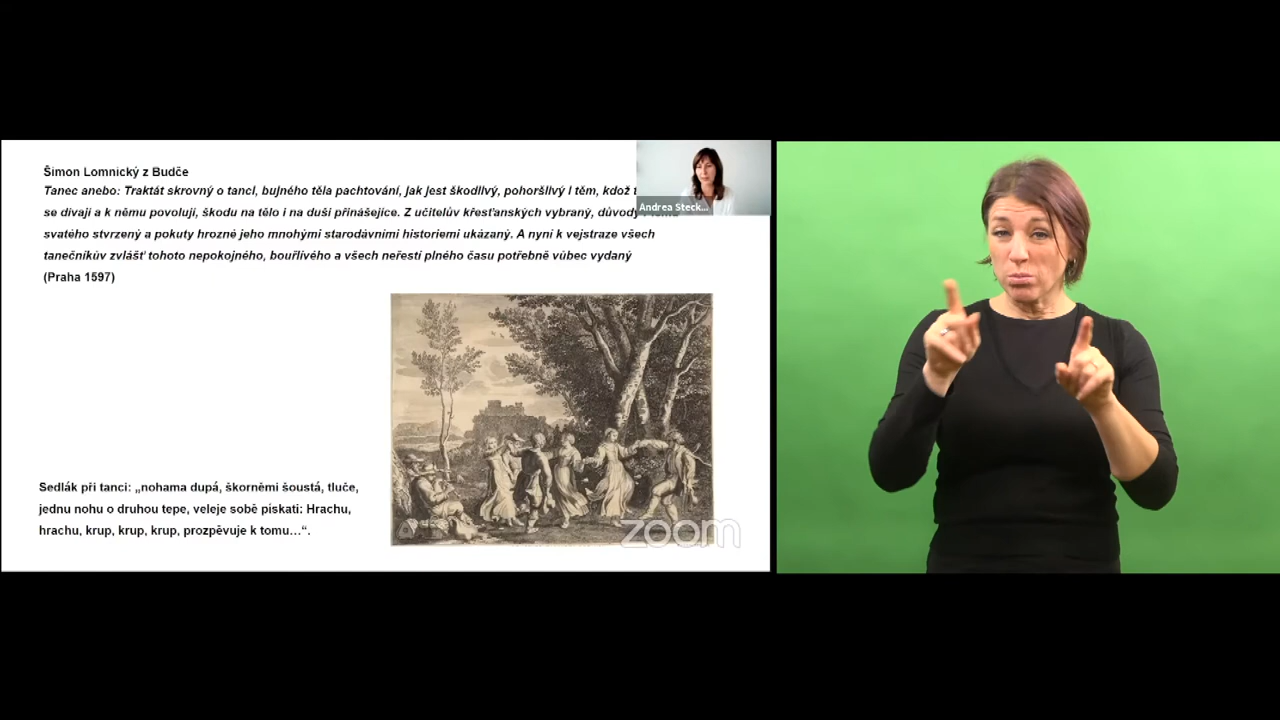 Šimon Lomnický z Budče
Tanec anebo: Traktát skrovný o tanci, bujného těla pachtování, jak jest škodlivý, pohoršlivý i těm, kdož
se dívají a k němu povolují, škodu na tělo i na duši přinášejíce. Z učitelův křesťanských vybraný, důvody
svatého stvrzený a pokuty hrozné jeho mnohými starodávními historiemi ukázaný. A nyní k vejstraze všech
tanečníkův zvlášť tohoto nepokojného, bouřlivého a všech neřestí plného času potřebně vůbec vydaný
(Praha 1597)
Andrea Steck...
Sedlák při tanci: „nohama dupá, škorněmi šoustá, tluče,
jednu nohu o druhou tepe, veleje sobě pískati: Hrachu,
hrachu, krup, krup, krup, prozpěvuje k tomu…“.
zoom